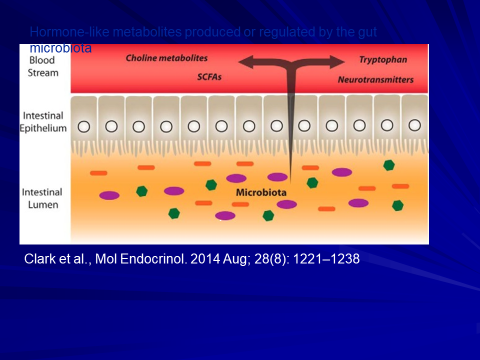 Hormone-like metabolites produced or regulated by the gut
microbiota
Blood
Stream
Choline metabolites
SCFAs
Tryptophan
Neurotransmitters
Intestinal
Epithelium
Intestinal
Lumen
Microbiota
Clark et al., Mol Endocrinol. 2014 Aug; 28(8): 1221–1238